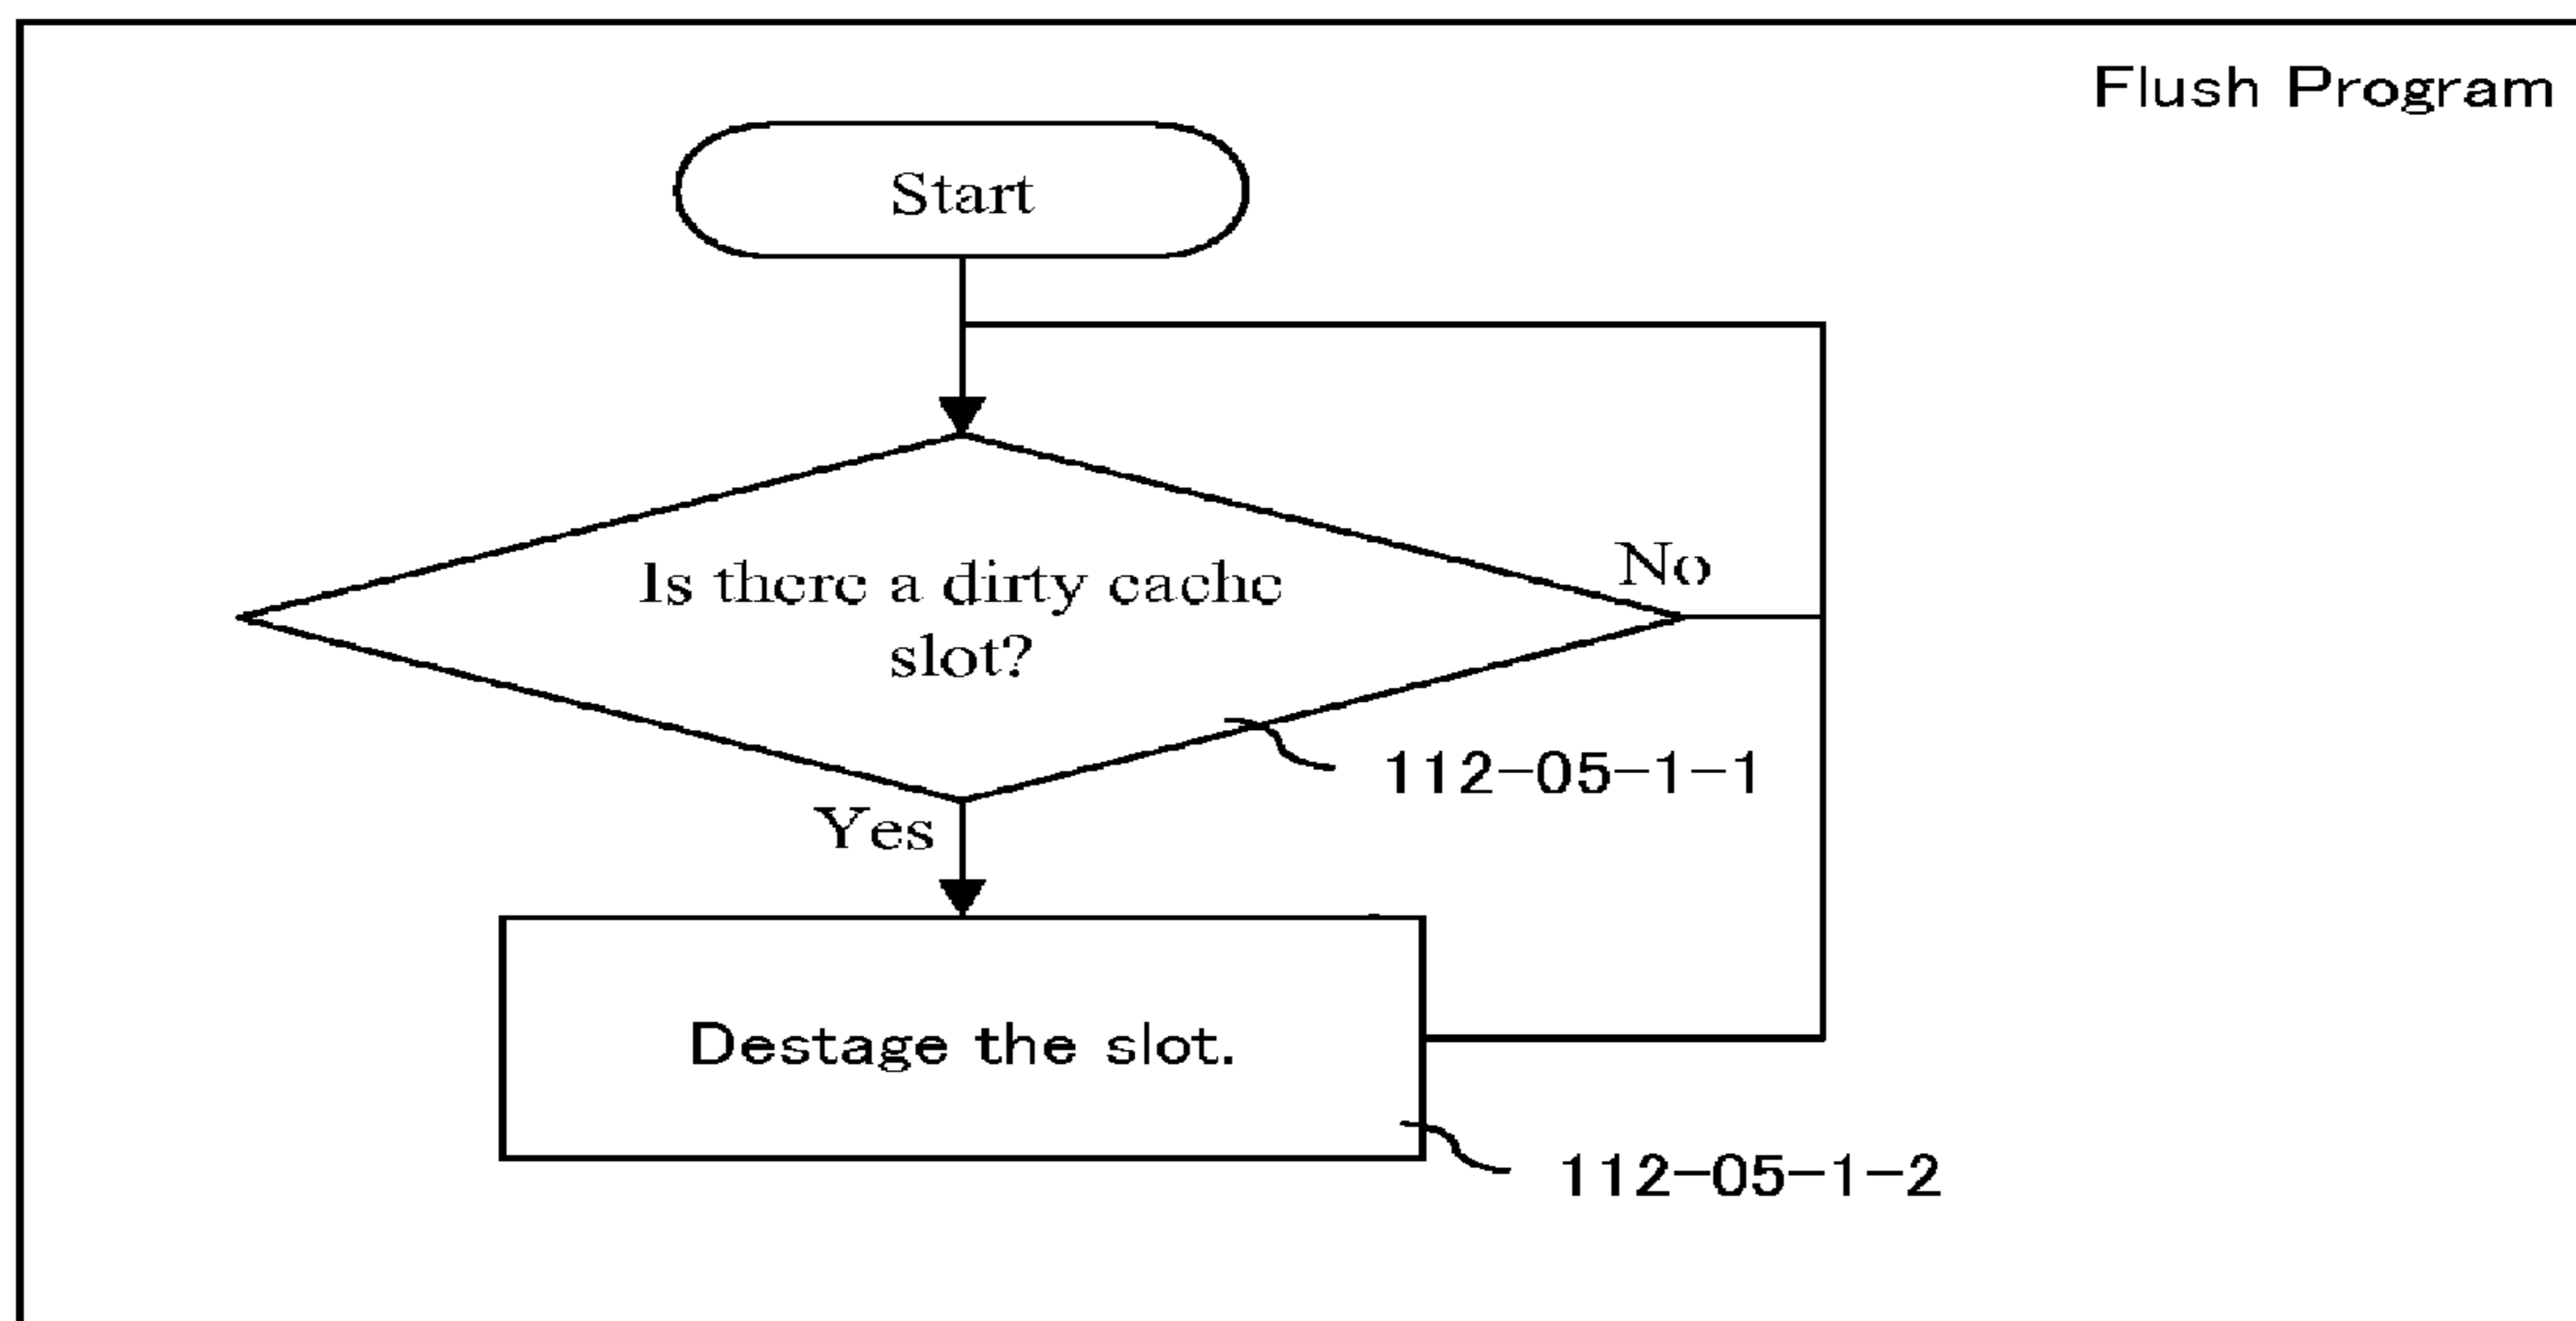 Flush Program
Start
Is there a dirty cache
slot?
No
112-05-1-1
Yes
Destage the slot.
112-05-1-2